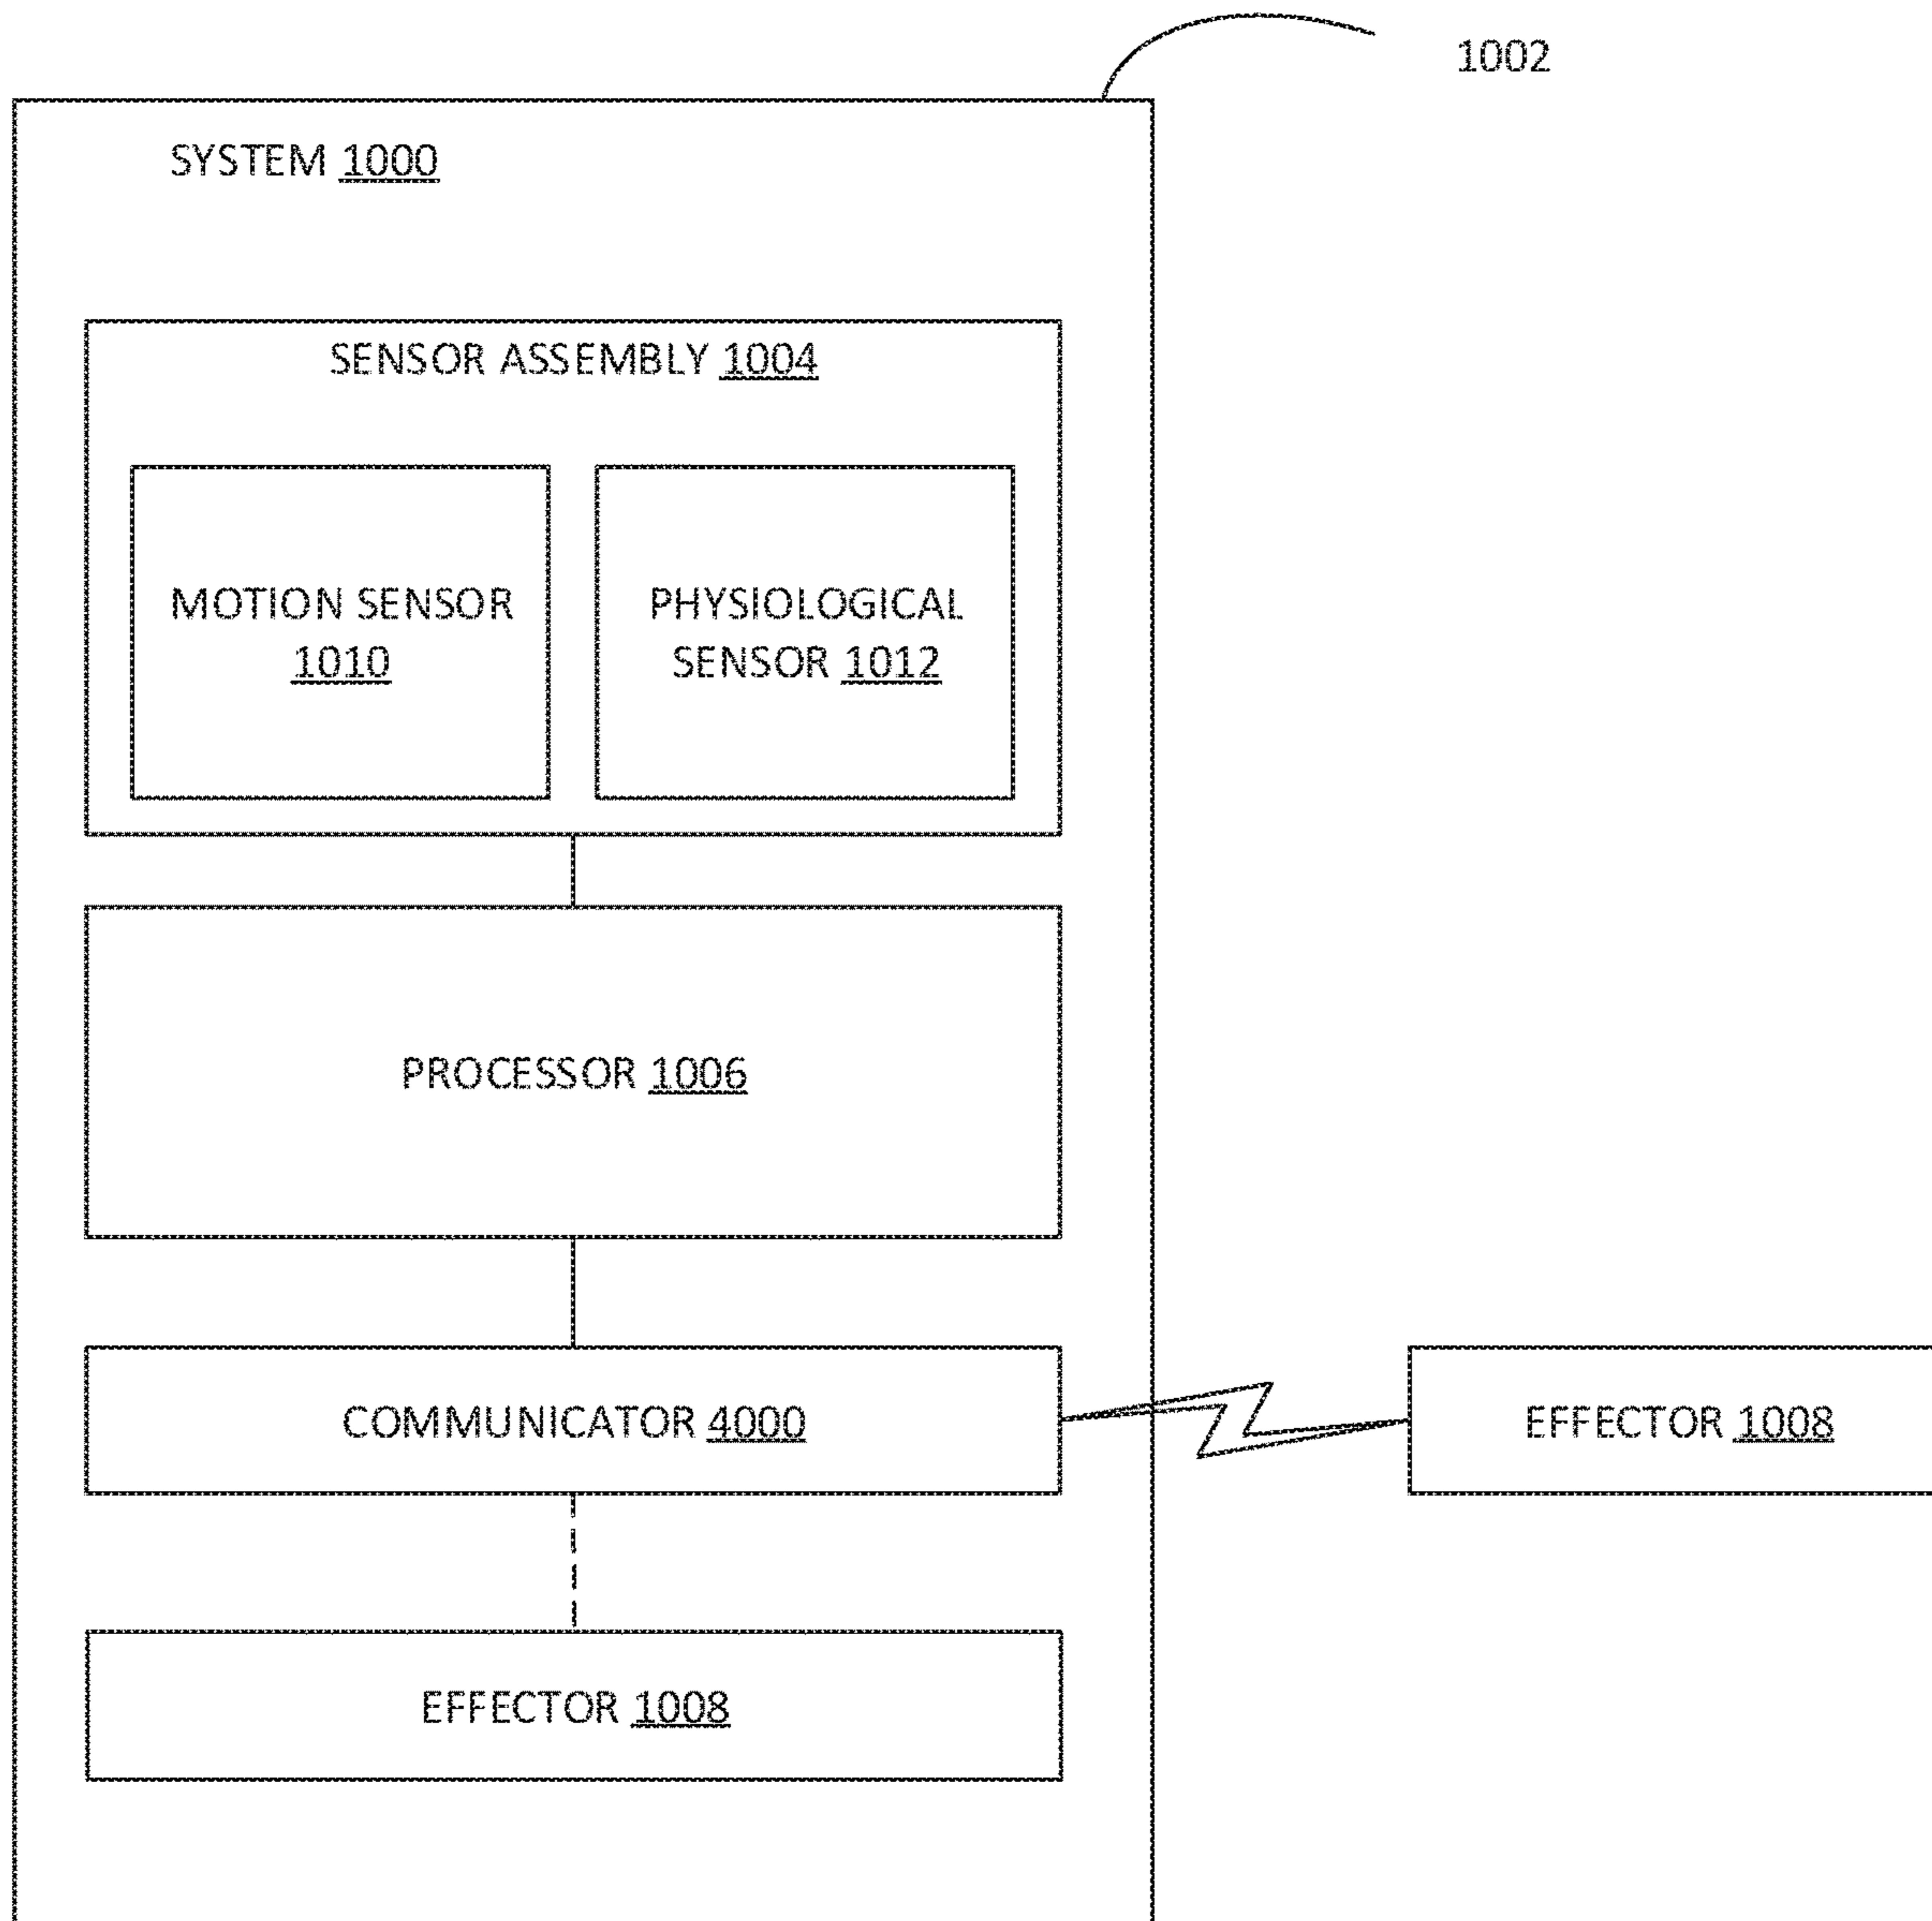 1002
SYSTEM 1000
SENSOR ASSEMBLY 1004
MOTION SENSOR
1010
PHYSIOLOGICAL
SENSOR 1012
PROCESSOR 1006
COMMUNICATOR 4000
EFFECTOR 1008
EFFECTOR 1008